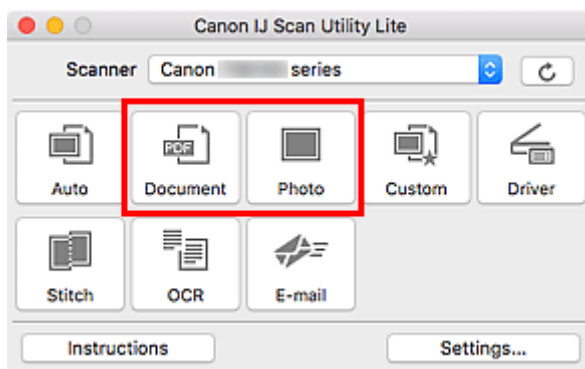 Canon IJ Scan Utility Lite
Scanner Canon series
Auto Document Photo Custom Driver
PDF
Stitch OCR E-mail
Instructions Settings...